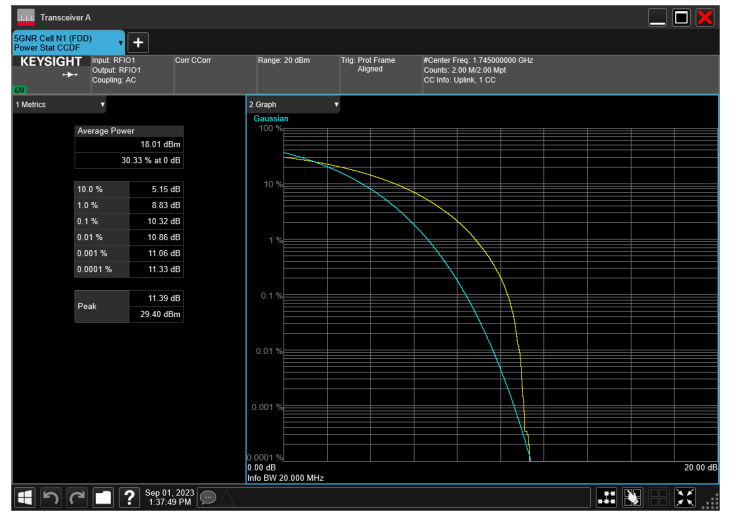 Transceiver A
5GNR Cell N1 (FDD)
Power Stat CCDF
KEYSIGHT
LXI
Input: RFIO1
Output: RFIO1
Coupling: AC
Corr CCorr
Range: 20 dBm
Trig: Prot Frame
Aligned
#Center Freq: 1.745000000 GHz
Counts: 2.00 M/2.00 Mpt
CC Info: Uplink, 1 CC
1 Metrics
Average Power
18.01 dBm
30.33 % at 0 dB
10.0 % 5.15 dB
1.0 % 8.83 dB
0.1 % 10.32 dB
0.01 % 10.86 dB
0.001 % 11.06 dB
0.0001 % 11.33 dB
Peak
11.39 dB
29.40 dBm
2 Graph
Gaussian
100 %
10 %
1 %
0.1 %
0.01 %
0.001 %
0.0001 %
0.00 dB
20.00 dB
Info BW 20.000 MHz
?
Sep 01, 2023
1:37:49 PM